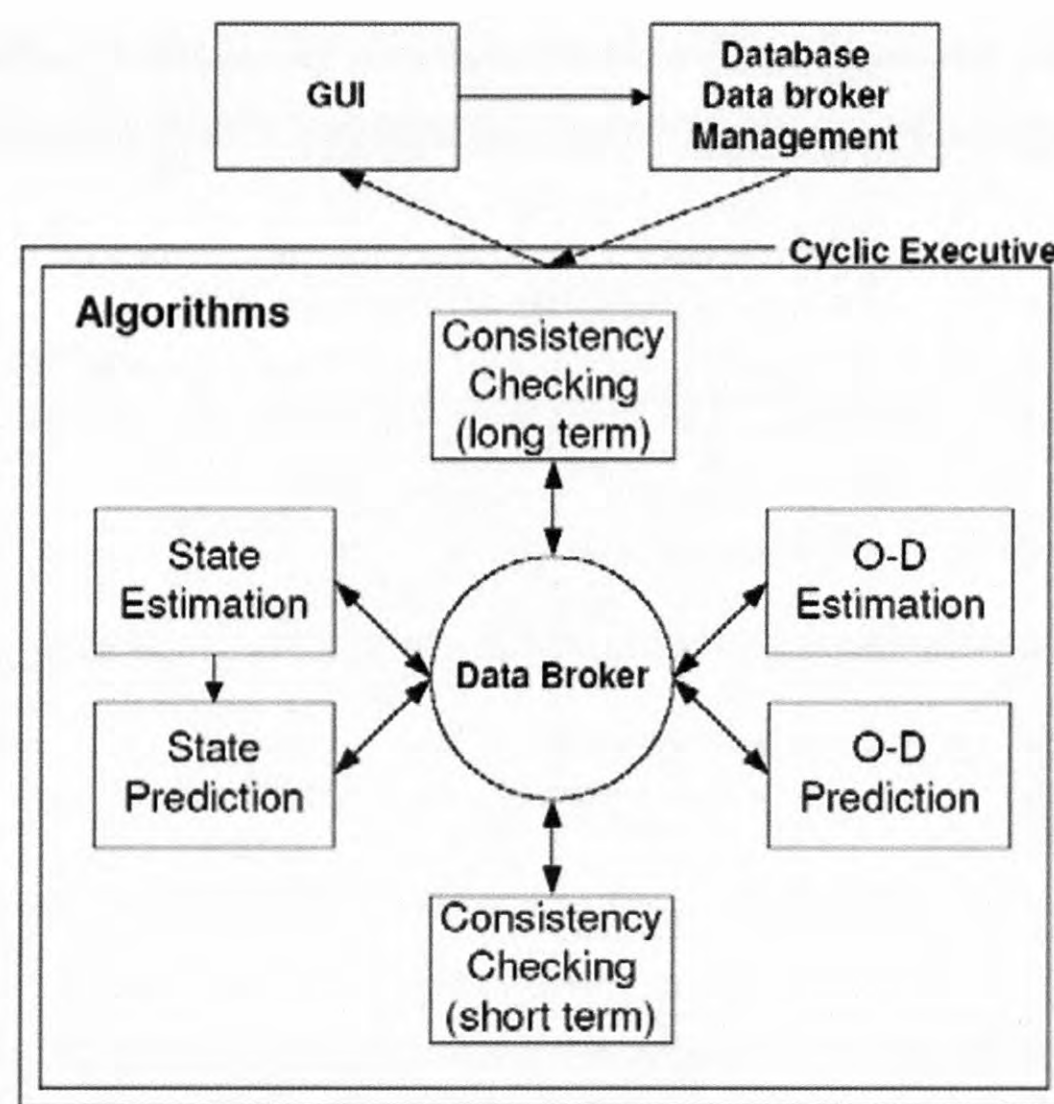 GUI
Database
Data broker
Management
Cyclic Executive
Algorithms
Consistency
Checking
(long term)
State
Estimation
O-D
Estimation
Data Broker
State
Prediction
O-D
Prediction
Consistency
Checking
(short term)